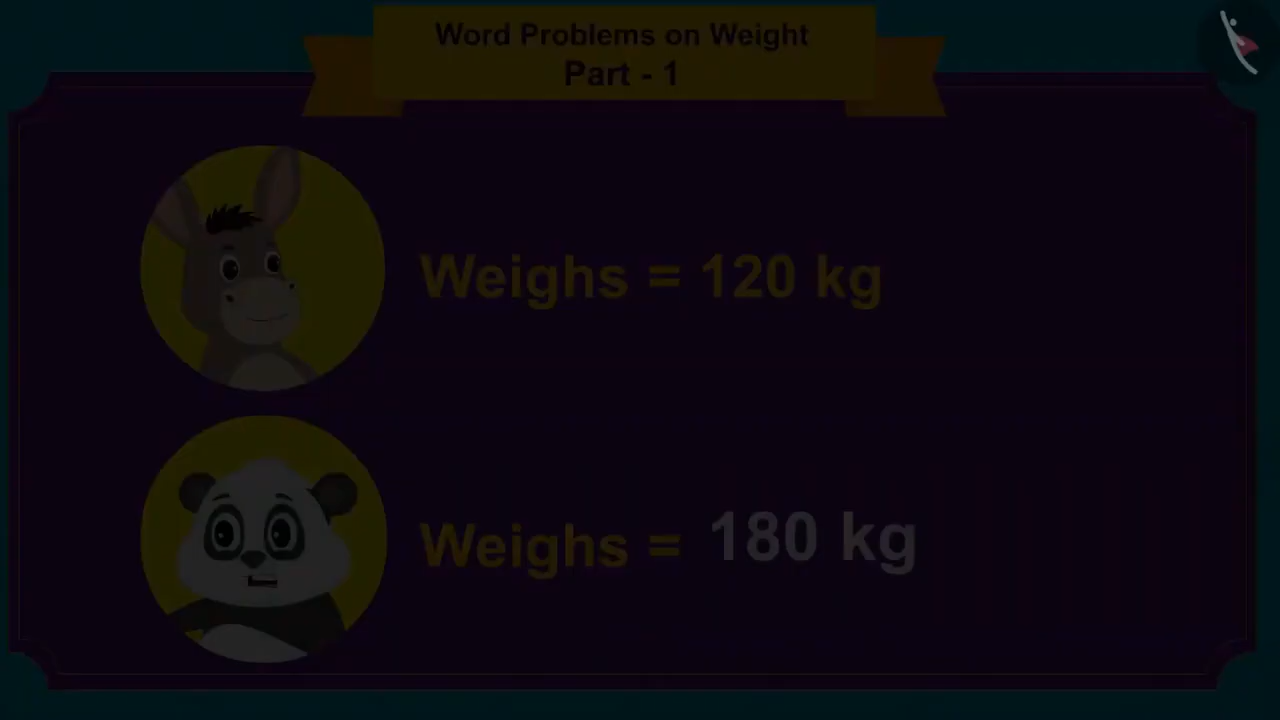 Word Problems on Weight
Part - 1
Weighs = 120 kg
Weighs = 180 kg